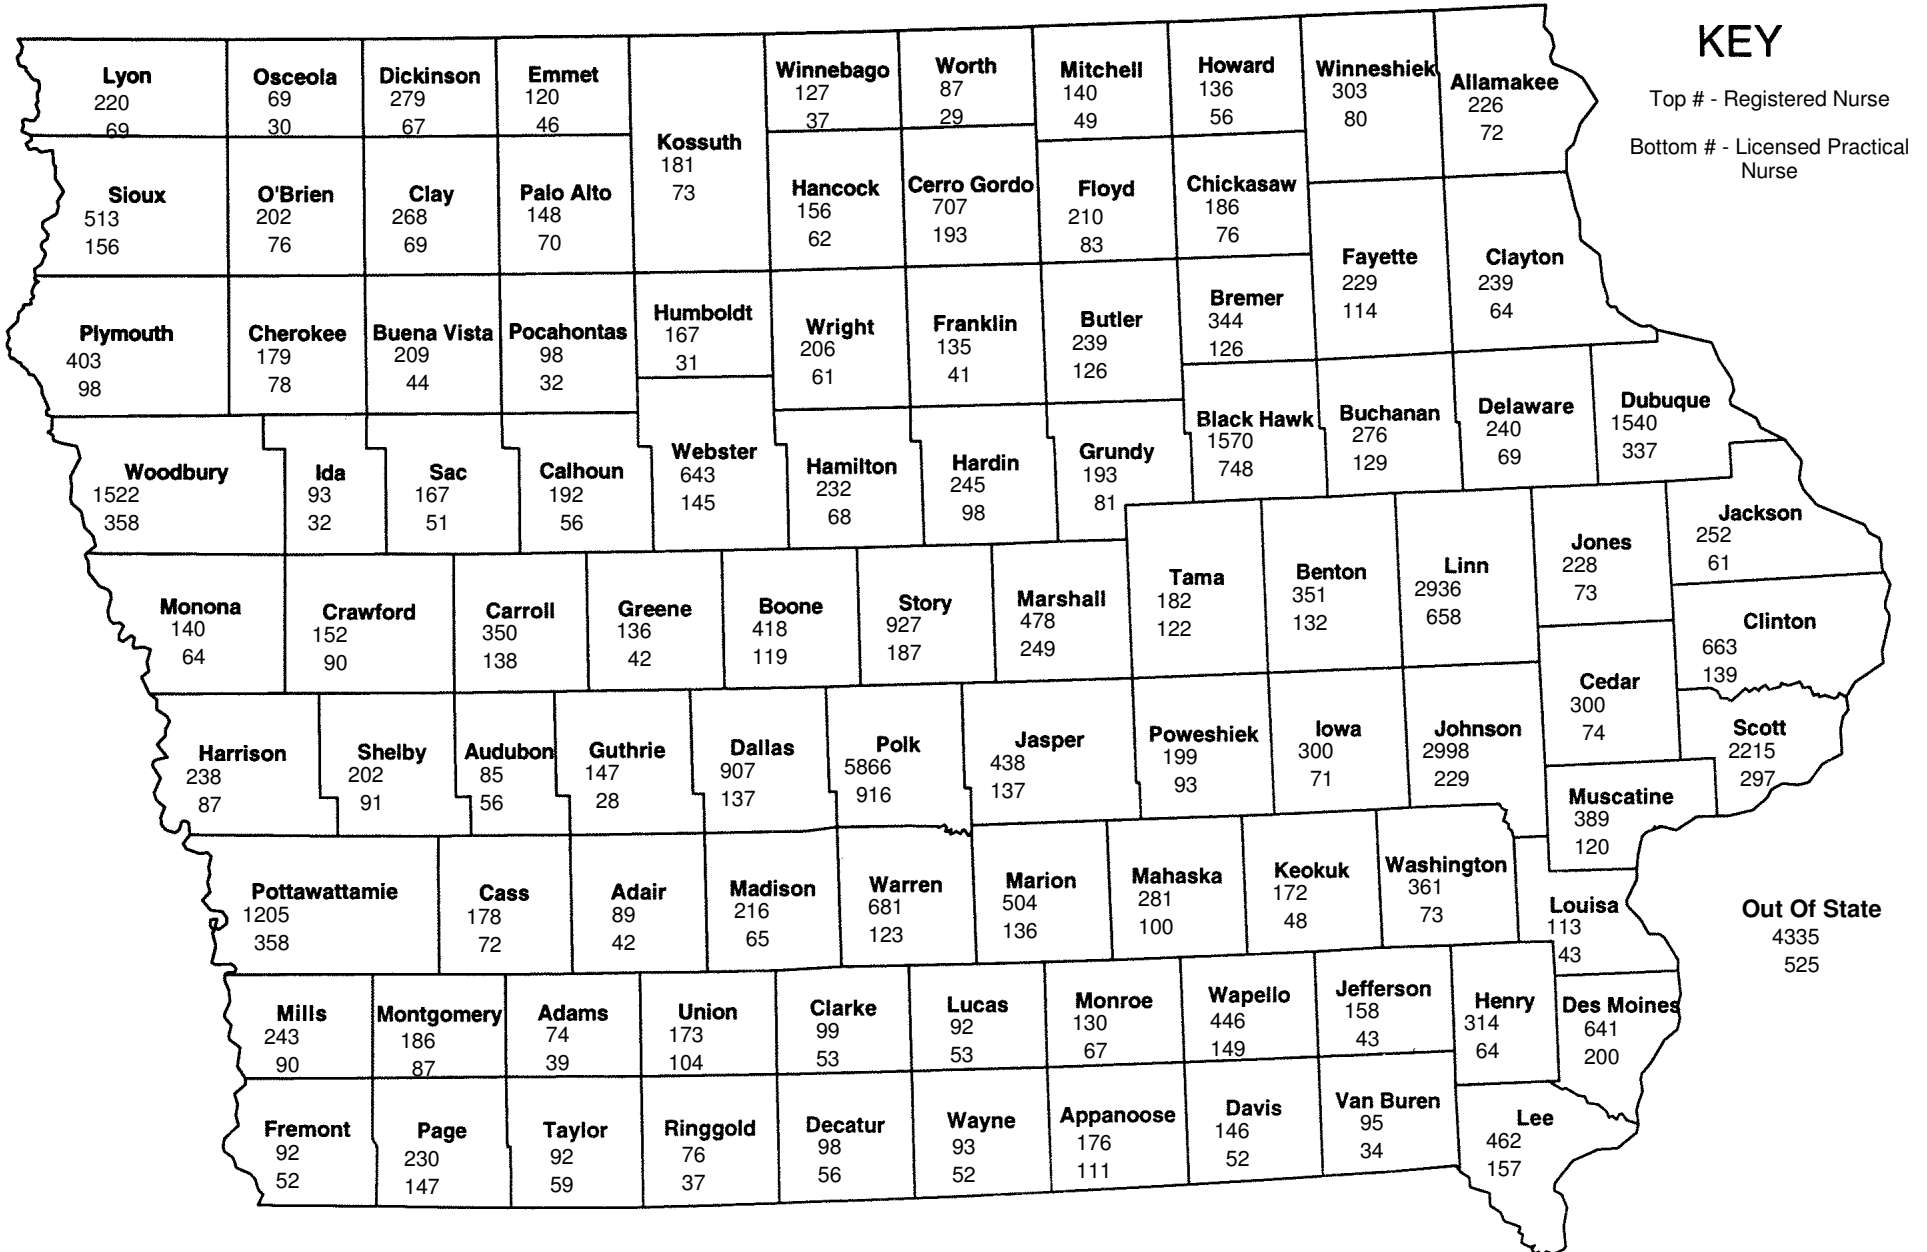 KEY
Top # - Registered Nurse
Bottom # - Licensed Practical
Nurse
Lyon
220
69
Osceola
69
30
Dickinson
279
67
Emmet
120
46
Kossuth
181
73
Winnebago
127
37
Worth
87
29
Mitchell
140
49
Howard
136
56
Winneshiek
303
80
Allamakee
226
72
Sioux
513
156
O'Brien
202
76
Clay
268
69
Palo Alto
148
70
Hancock
156
62
Cerro Gordo
707
193
Floyd
210
83
Chickasaw
186
76
Fayette
229
114
Clayton
239
64
Plymouth
403
98
Cherokee
179
78
Buena Vista
209
44
Pocahontas
98
32
Humboldt
167
31
Wright
206
61
Franklin
135
41
Butler
239
126
Bremer
344
126
Black Hawk
1570
748
Buchanan
276
129
Delaware
240
69
Dubuque
1540
337
Woodbury
1522
358
Ida
93
32
Sac
167
51
Calhoun
192
56
Webster
643
145
Hamilton
232
68
Hardin
245
98
Grundy
193
81
Jackson
252
61
Monona
140
64
Crawford
152
90
Carroll
350
138
Greene
136
42
Boone
418
119
Story
927
187
Marshall
478
249
Tama
182
122
Benton
351
132
Linn
2936
658
Jones
228
73
Clinton
663
139
Harrison
238
87
Shelby
202
91
Audubon
85
56
Guthrie
147
28
Dallas
907
137
Polk
5866
916
Jasper
438
137
Poweshiek
199
93
Iowa
300
71
Johnson
2998
229
Cedar
300
74
Scott
2215
297
Muscatine
389
120
Pottawattamie
1205
358
Cass
178
72
Adair
89
42
Madison
216
65
Warren
681
123
Marion
504
136
Mahaska
281
100
Keokuk
172
48
Washington
361
73
Louisa
113
43
Out Of State
4335
525
Mills
243
90
Montgomery
186
87
Adams
74
39
Union
173
104
Clarke
99
53
Lucas
92
53
Monroe
130
67
Wapello
446
149
Jefferson
158
43
Henry
314
64
Des Moines
641
200
Fremont
92
52
Page
230
147
Taylor
92
59
Ringgold
76
37
Decatur
98
56
Wayne
93
52
Appanoose
176
111
Davis
146
52
Van Buren
95
34
Lee
462
157